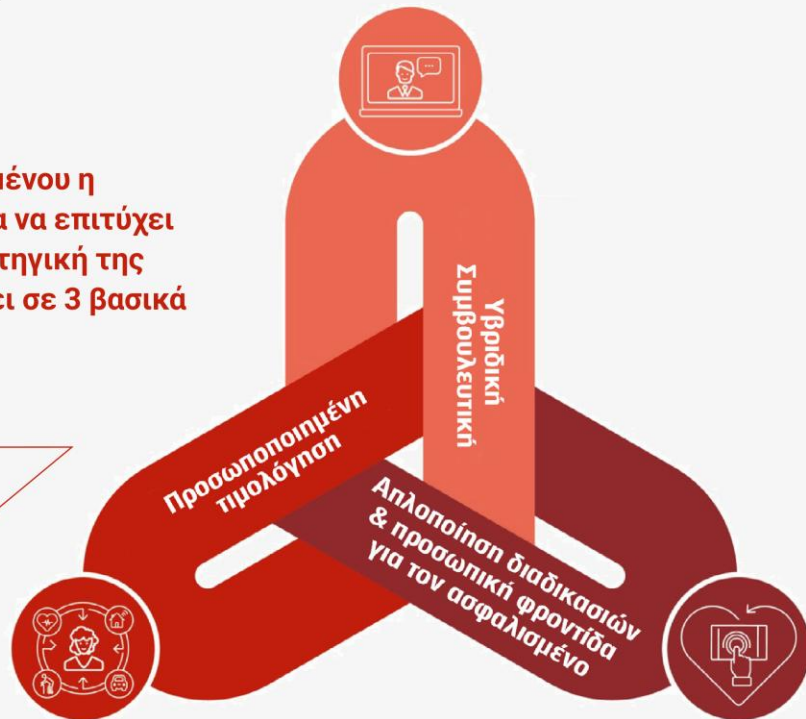 μένου η
α να επιτύχει
τηγική της
ει σε 3 βασικά
Υβριδική
Συμβουλευτική
Προσωποποιημένη
τιμολόγηση
Απλοποίηση διαδικασιών
& προσωπική φροντίδα
για τον ασφαλισμένο